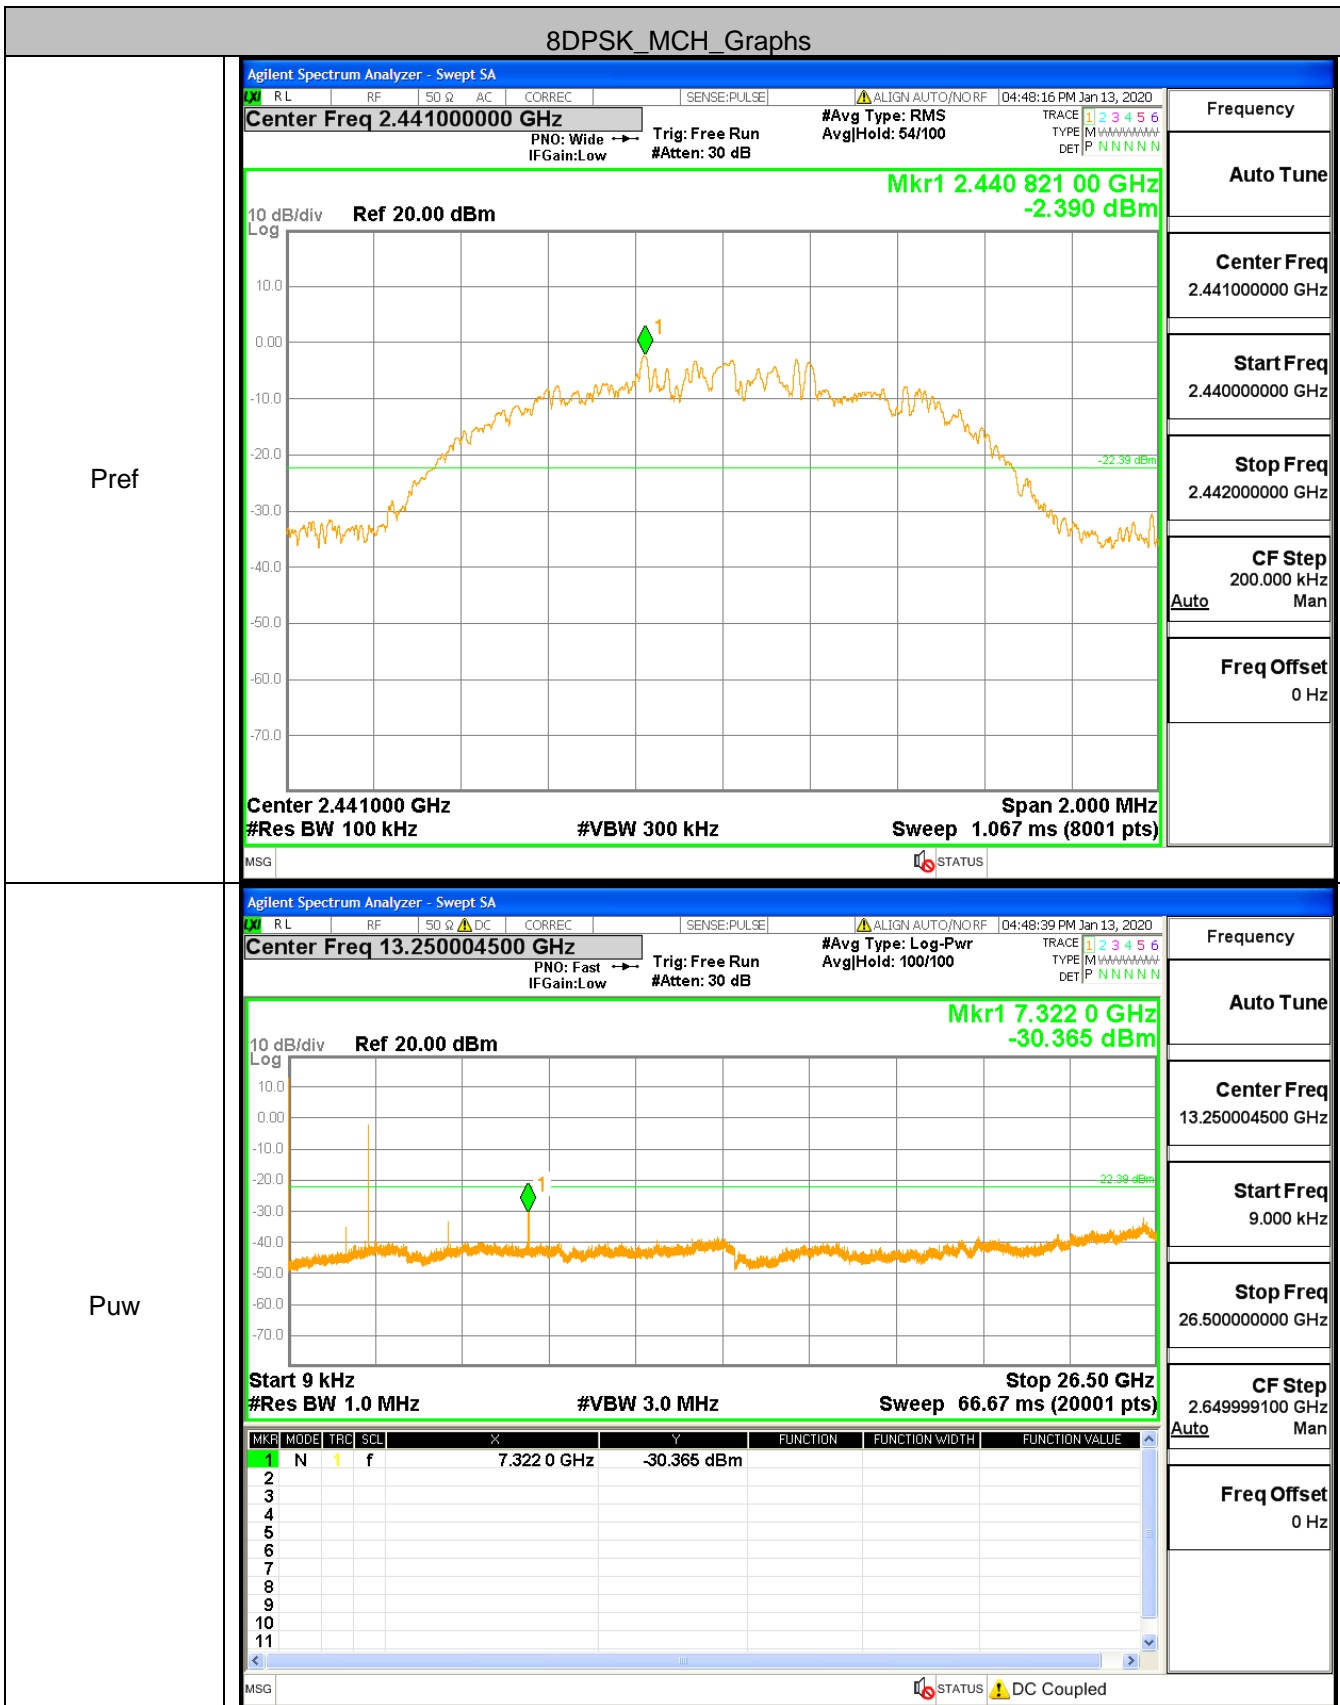 8DPSK_MCH_Graphs
Pref
Agilent Spectrum Analyzer - Swept SA
LXI RL RF 50 Ω AC CORREC SENSE:PULSE ALIGN AUTO/NO RF 04:48:16 PM Jan 13, 2020
Center Freq 2.441000000 GHz
PNO: Wide
IFGain:Low
Trig: Free Run
#Atten: 30 dB
#Avg Type: RMS
Avg|Hold: 54/100
TRACE 1 2 3 4 5 6
TYPE M
DET P N N N N N
Mkr1 2.440 821 00 GHz
-2.390 dBm
10 dB/div Ref 20.00 dBm
Log
10.0
0.00
-10.0
-20.0
-30.0
-40.0
-50.0
-60.0
-70.0
1
-22.39 dBm
Center 2.441000 GHz Span 2.000 MHz
#Res BW 100 kHz #VBW 300 kHz Sweep 1.067 ms (8001 pts)
MSG STATUS
Frequency
Auto Tune
Center Freq
2.441000000 GHz
Start Freq
2.440000000 GHz
Stop Freq
2.442000000 GHz
CF Step
200.000 kHz
Auto Man
Freq Offset
0 Hz
Puw
Agilent Spectrum Analyzer - Swept SA
LXI RL RF 50 Ω DC CORREC SENSE:PULSE ALIGN AUTO/NO RF 04:48:39 PM Jan 13, 2020
Center Freq 13.250004500 GHz
PNO: Fast
IFGain:Low
Trig: Free Run
#Atten: 30 dB
#Avg Type: Log-Pwr
Avg|Hold: 100/100
TRACE 1 2 3 4 5 6
TYPE M
DET P N N N N N
Mkr1 7.322 0 GHz
-30.365 dBm
10 dB/div Ref 20.00 dBm
Log
10.0
0.00
-10.0
-20.0
-30.0
-40.0
-50.0
-60.0
-70.0
1
-22.39 dBm
Start 9 kHz Stop 26.50 GHz
#Res BW 1.0 MHz #VBW 3.0 MHz Sweep 66.67 ms (20001 pts)
MKR MODE TRC SCL X Y FUNCTION FUNCTION WIDTH FUNCTION VALUE
1 N 1 f 7.322 0 GHz -30.365 dBm
2
3
4
5
6
7
8
9
10
11
MSG STATUS DC Coupled
Frequency
Auto Tune
Center Freq
13.250004500 GHz
Start Freq
9.000 kHz
Stop Freq
26.500000000 GHz
CF Step
2.649999100 GHz
Auto Man
Freq Offset
0 Hz